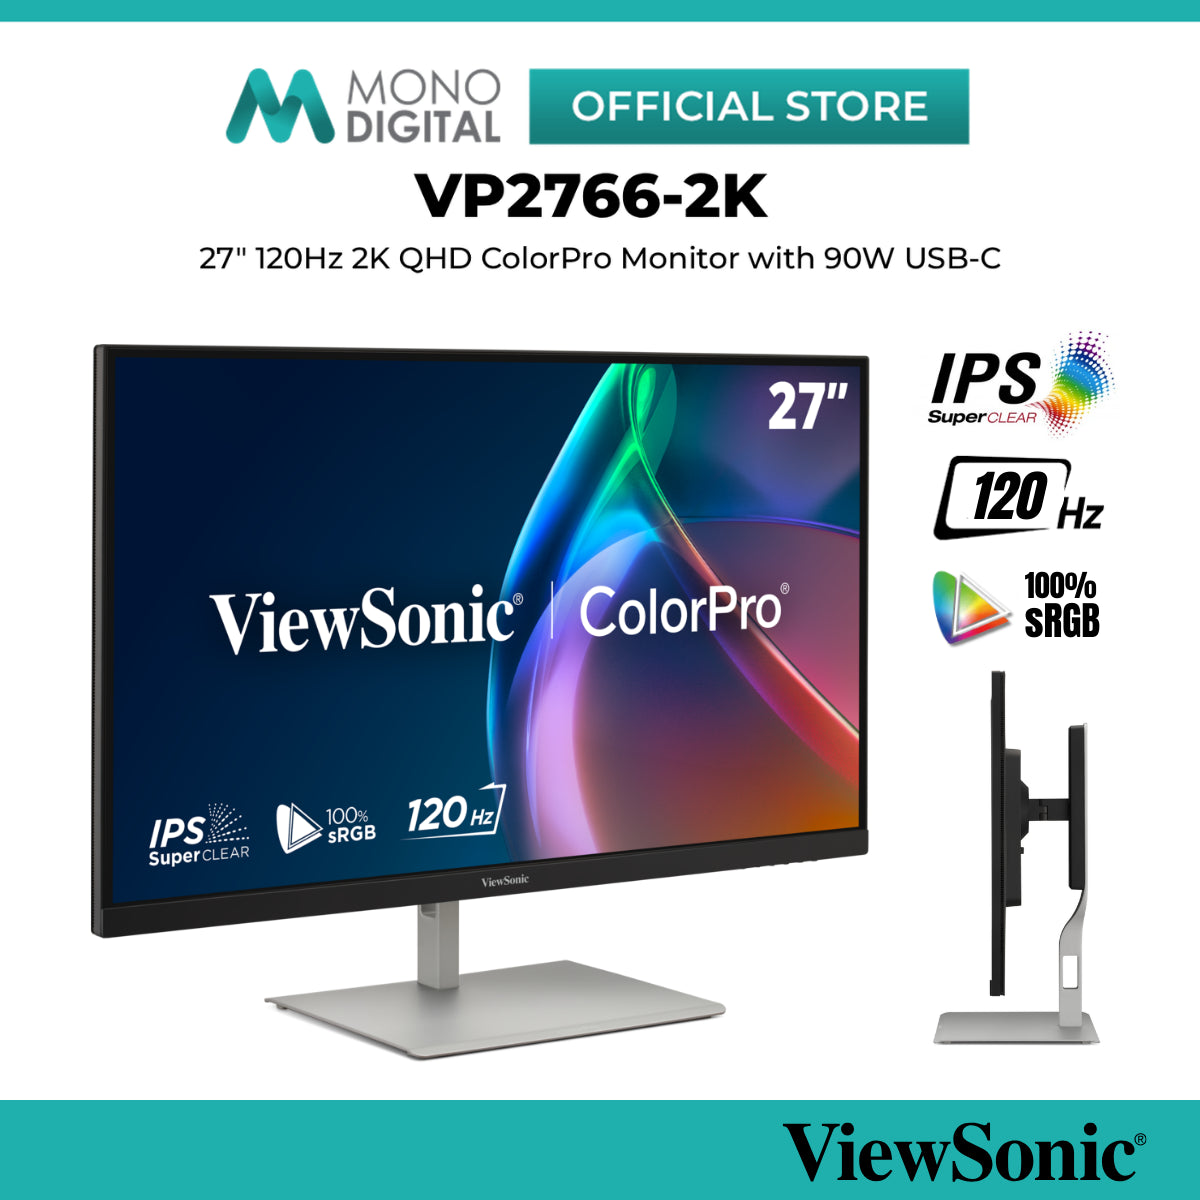 MONO
DIGITAL
OFFICIAL STORE
VP2766-2K
27" 120Hz 2K QHD ColorPro Monitor with 90W USB-C
27"
ViewSonic® | ColorPro®
IPS
SuperCLEAR
100%
sRGB
120 Hz
ViewSonic
IPS
SuperCLEAR
120 Hz
100%
sRGB
ViewSonic®